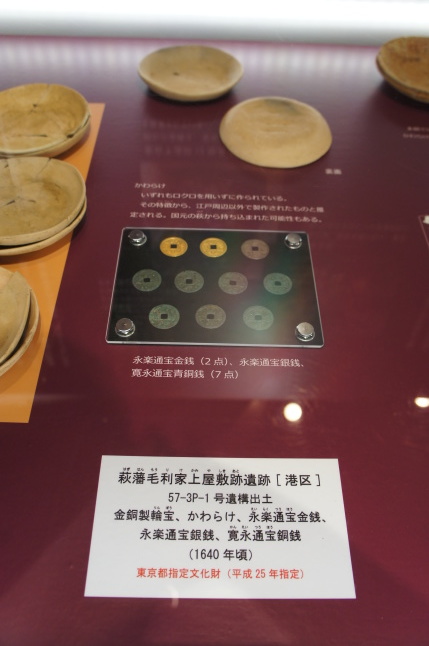 かわらけ
いずれもロクロを用いずに作られている。
その特徴から、江戸周辺以外で製作されたものと推
定される。国元の萩から持ち込まれた可能性もある。
永楽通宝金銭（2点）、永楽通宝銀銭、
寛永通宝青銅銭（7点）
萩藩毛利家上屋敷跡遺跡［港区］
57-3P-1号遺構出土
金銅製輪宝、かわらけ、永楽通宝金銭、
永楽通宝銀銭、寛永通宝銅銭
（1640年頃）
東京都指定文化財（平成25年指定）